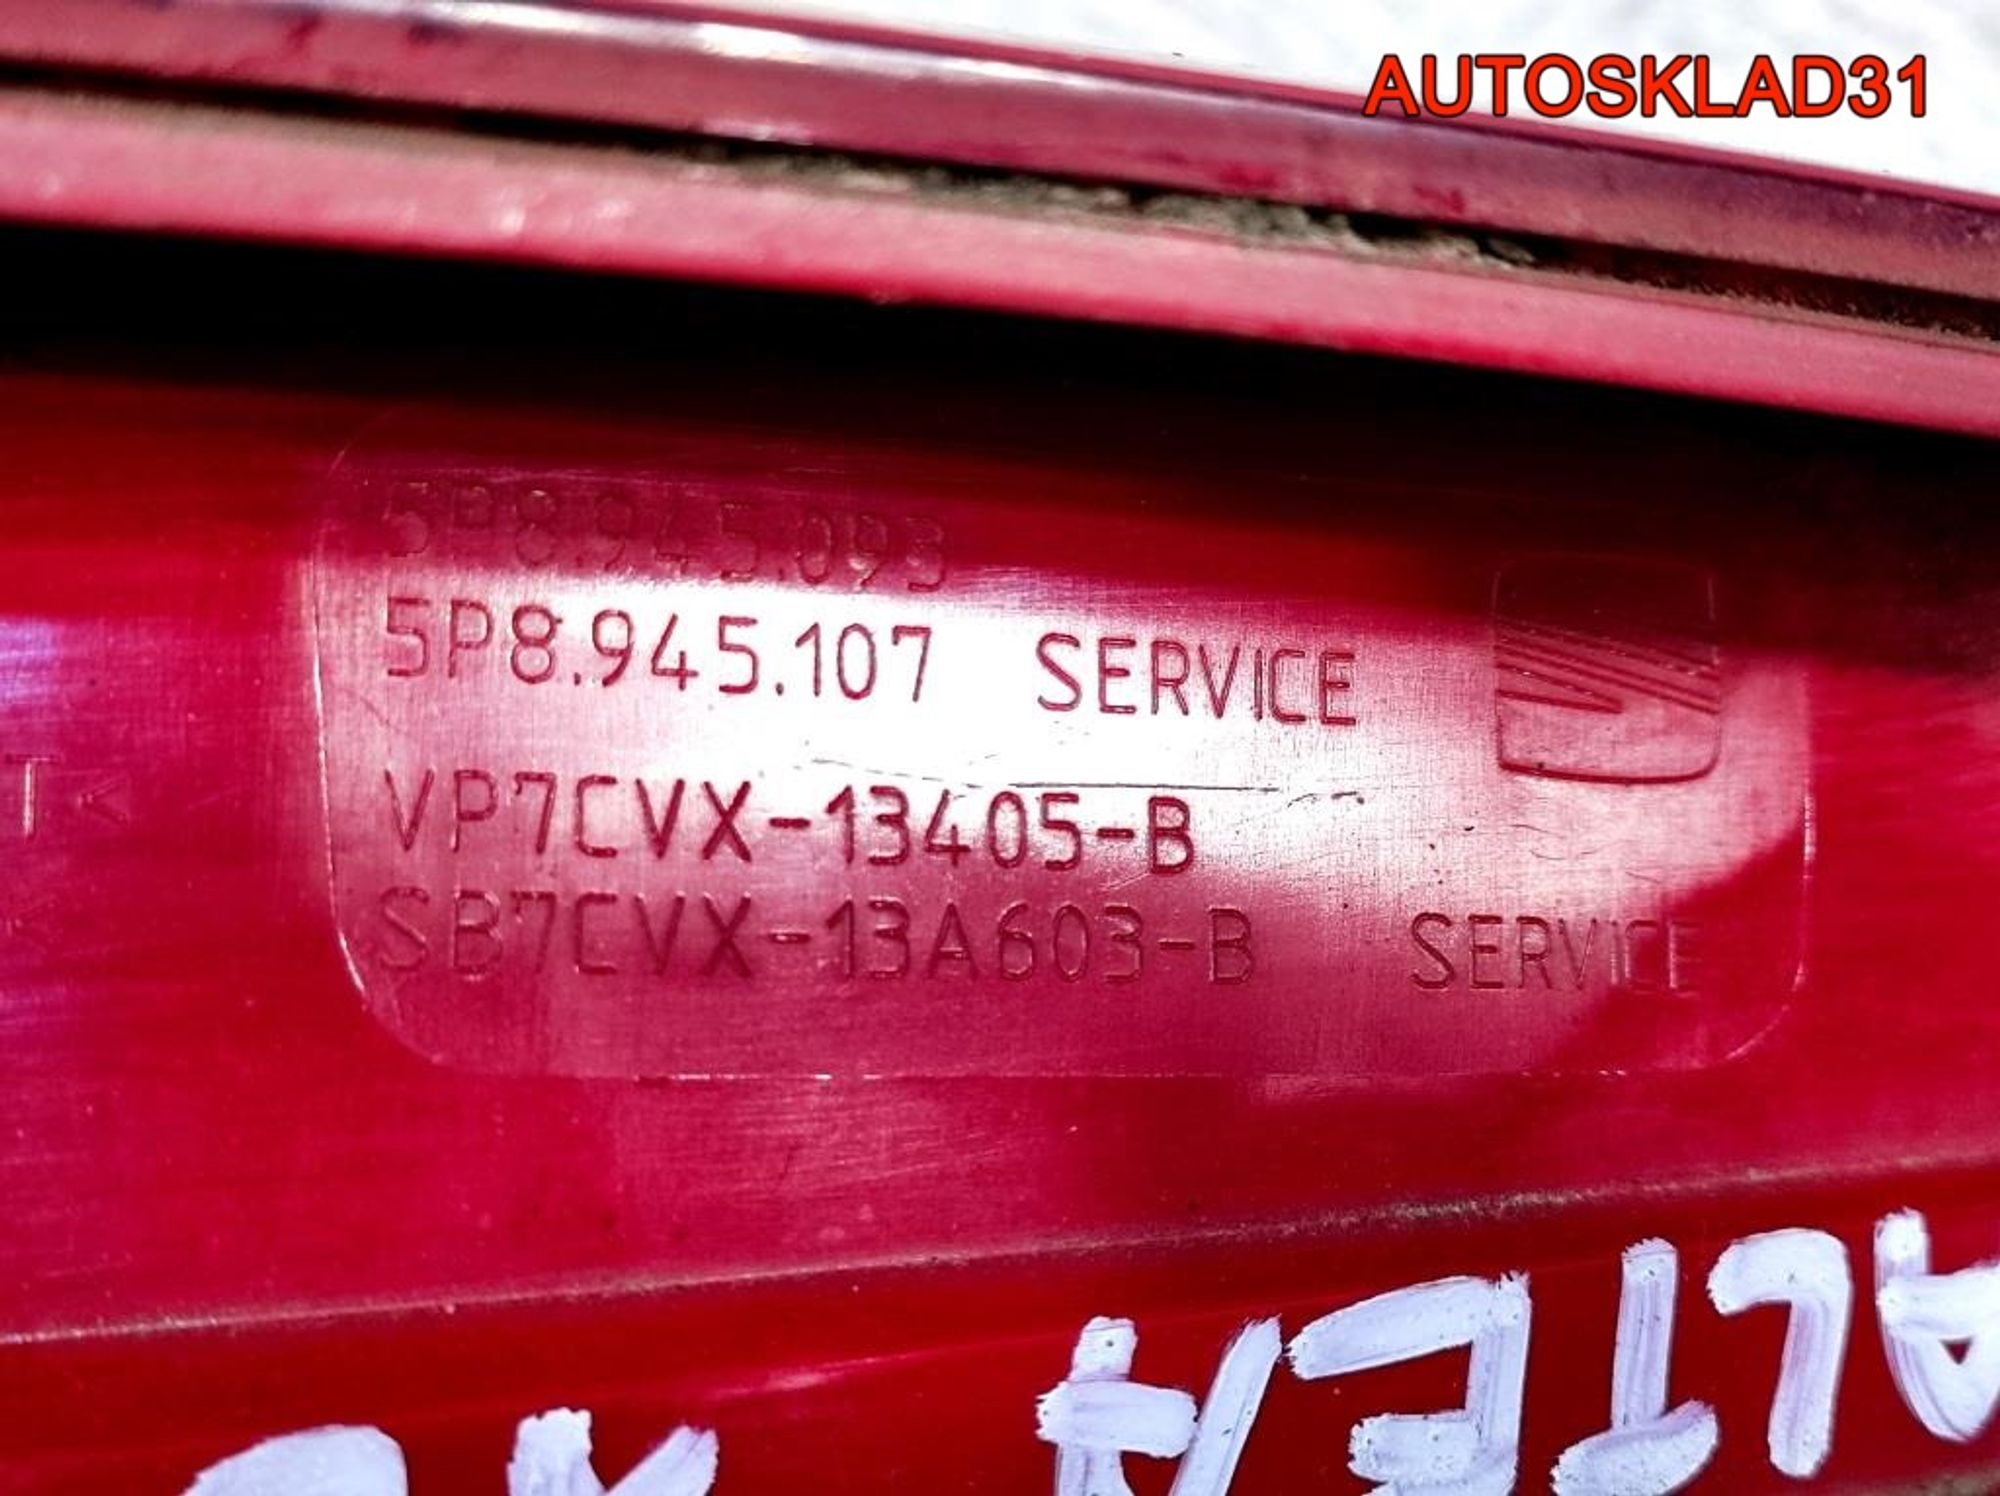 AUTOSKLAD31
5P8.945.093
5P8.945.107 SERVICE
VP7CVX-13405-B
SB7CVX-13A603-B SERVICE
T<
ALTEA